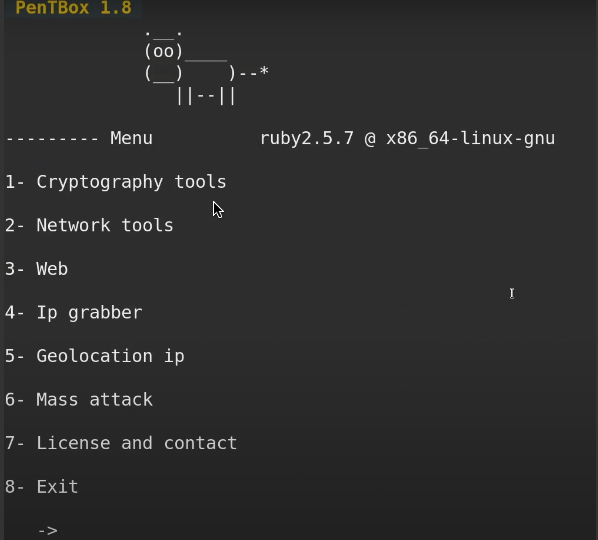 PenTBox 1.8
.__.
(oo)____
(__)    )--*
||--||
--------- Menu          ruby2.5.7 @ x86_64-linux-gnu
1- Cryptography tools
2- Network tools
3- Web
4- Ip grabber
5- Geolocation ip
6- Mass attack
7- License and contact
8- Exit
->